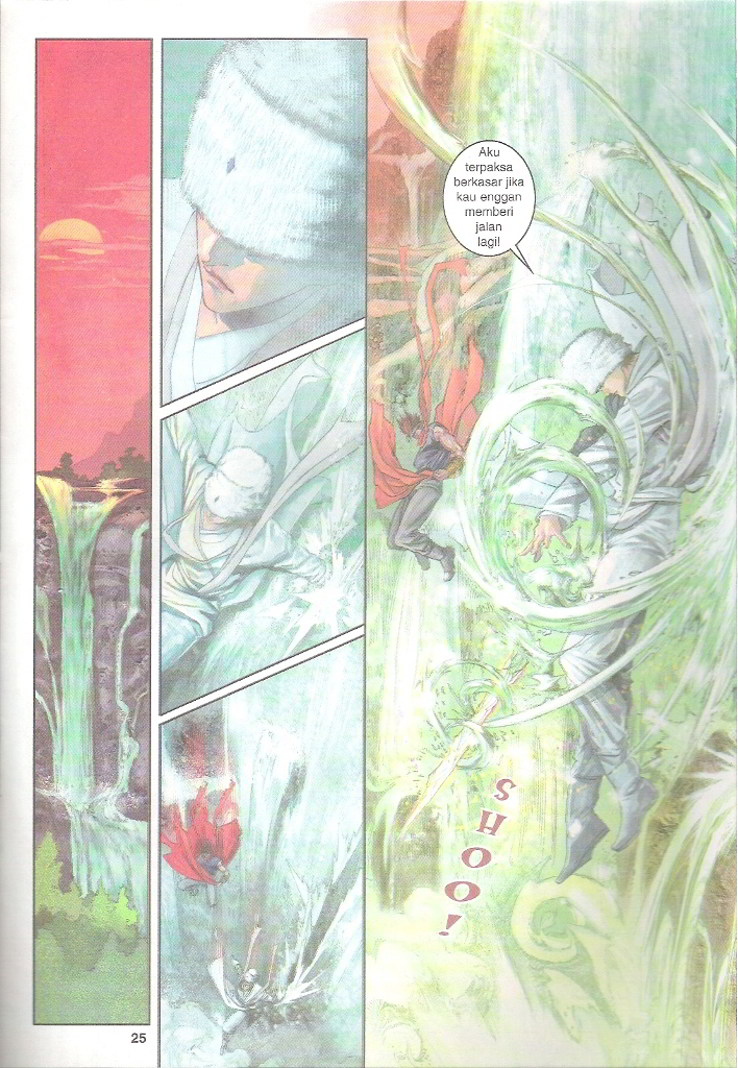 Aku
terpaksa
berkasar jika
kau enggan
memberi
jalan
lagi!
SHOO!
25